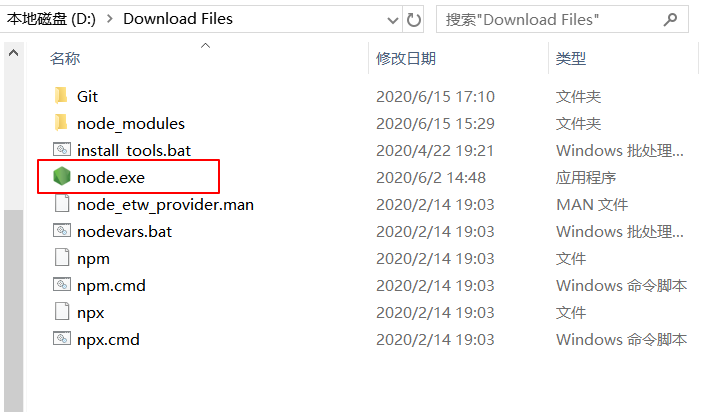 本地磁盘 (D:) > Download Files
搜索"Download Files"
名称 修改日期 类型
Git 2020/6/15 17:10 文件夹
node_modules 2020/6/15 15:29 文件夹
install_tools.bat 2020/4/22 19:21 Windows 批处理...
node.exe 2020/6/2 14:48 应用程序
node_etw_provider.man 2020/2/14 19:03 MAN 文件
nodevars.bat 2020/2/14 19:03 Windows 批处理...
npm 2020/2/14 19:03 文件
npm.cmd 2020/2/14 19:03 Windows 命令脚本
npx 2020/2/14 19:03 文件
npx.cmd 2020/2/14 19:03 Windows 命令脚本